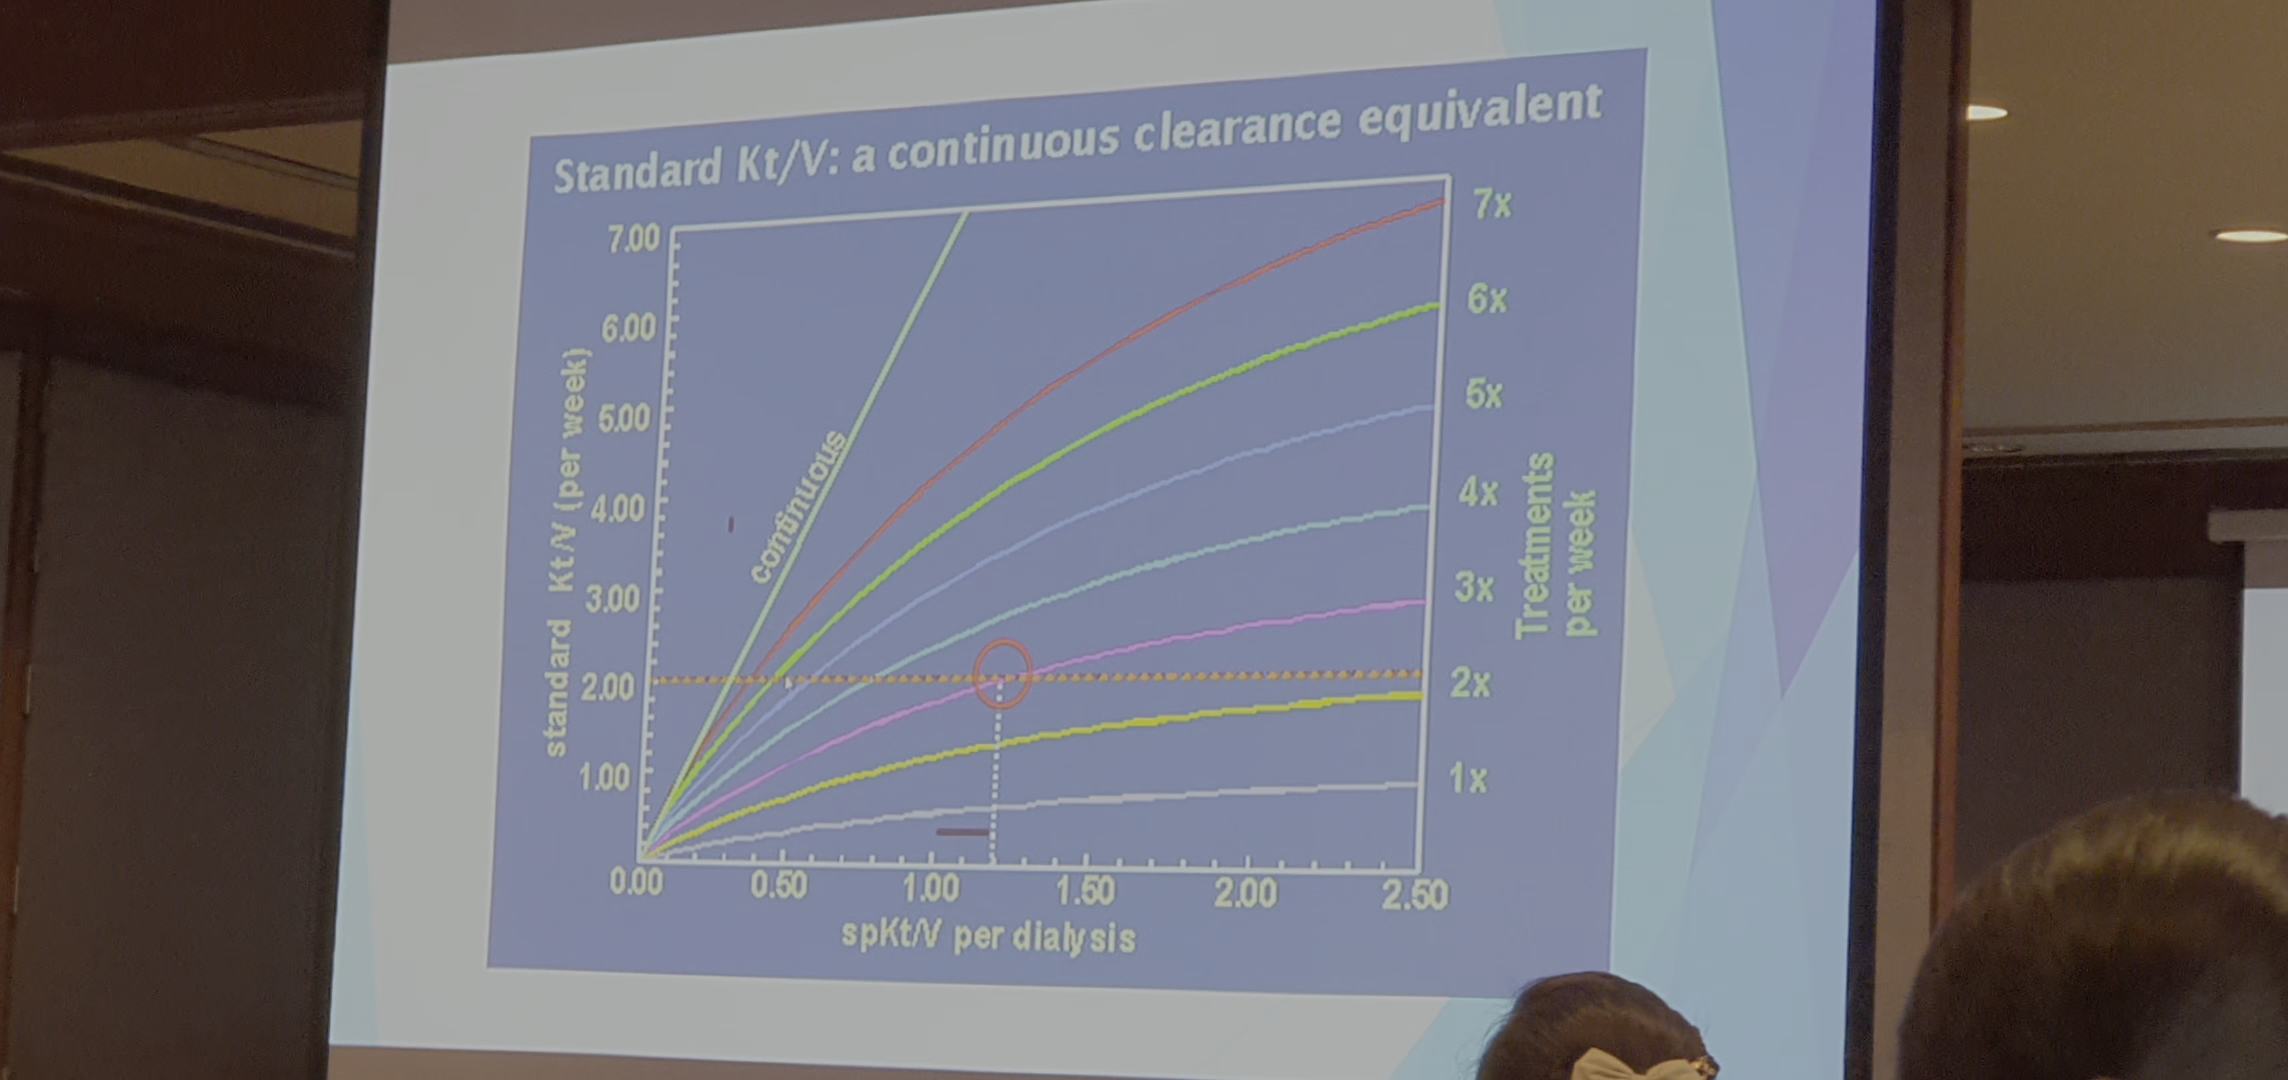 Standard Kt/V: a continuous clearance equivalent
7.00
6.00
5.00
4.00
3.00
2.00
1.00
0.00
standard Kt/V (per week)
continuous
7x
6x
5x
4x
3x
2x
1x
Treatments
per week
0.50
1.00
1.50
2.00
2.50
spKt/V per dialysis